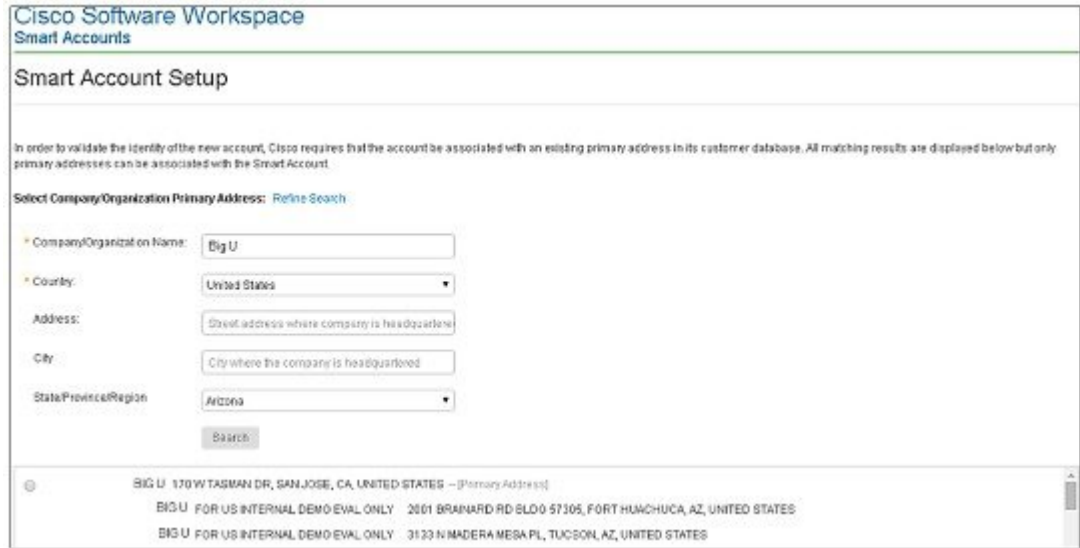 Cisco Software Workspace
Smart Accounts
Smart Account Setup
In order to validate the identity of the new account, Cisco requires that the account be associated with an existing primary address in its customer database. All matching results are displayed below but only
primary addresses can be associated with the Smart Account.
Select Company/Organization Primary Address: Refine Search
* Company/Organization Name: Big U
* Country: United States
Address: Street address where company is headquartere
City City where the company is headquartered
State/Province/Region Arizona
Search
BIG U 170 W TASMAN DR, SAN JOSE, CA, UNITED STATES -- [Primary Address]
BIG U FOR US INTERNAL DEMO EVAL ONLY 2001 BRAINARD RD BLDG 57305, FORT HUACHUCA, AZ, UNITED STATES
BIG U FOR US INTERNAL DEMO EVAL ONLY 3133 N MADERA MESA PL, TUCSON, AZ, UNITED STATES